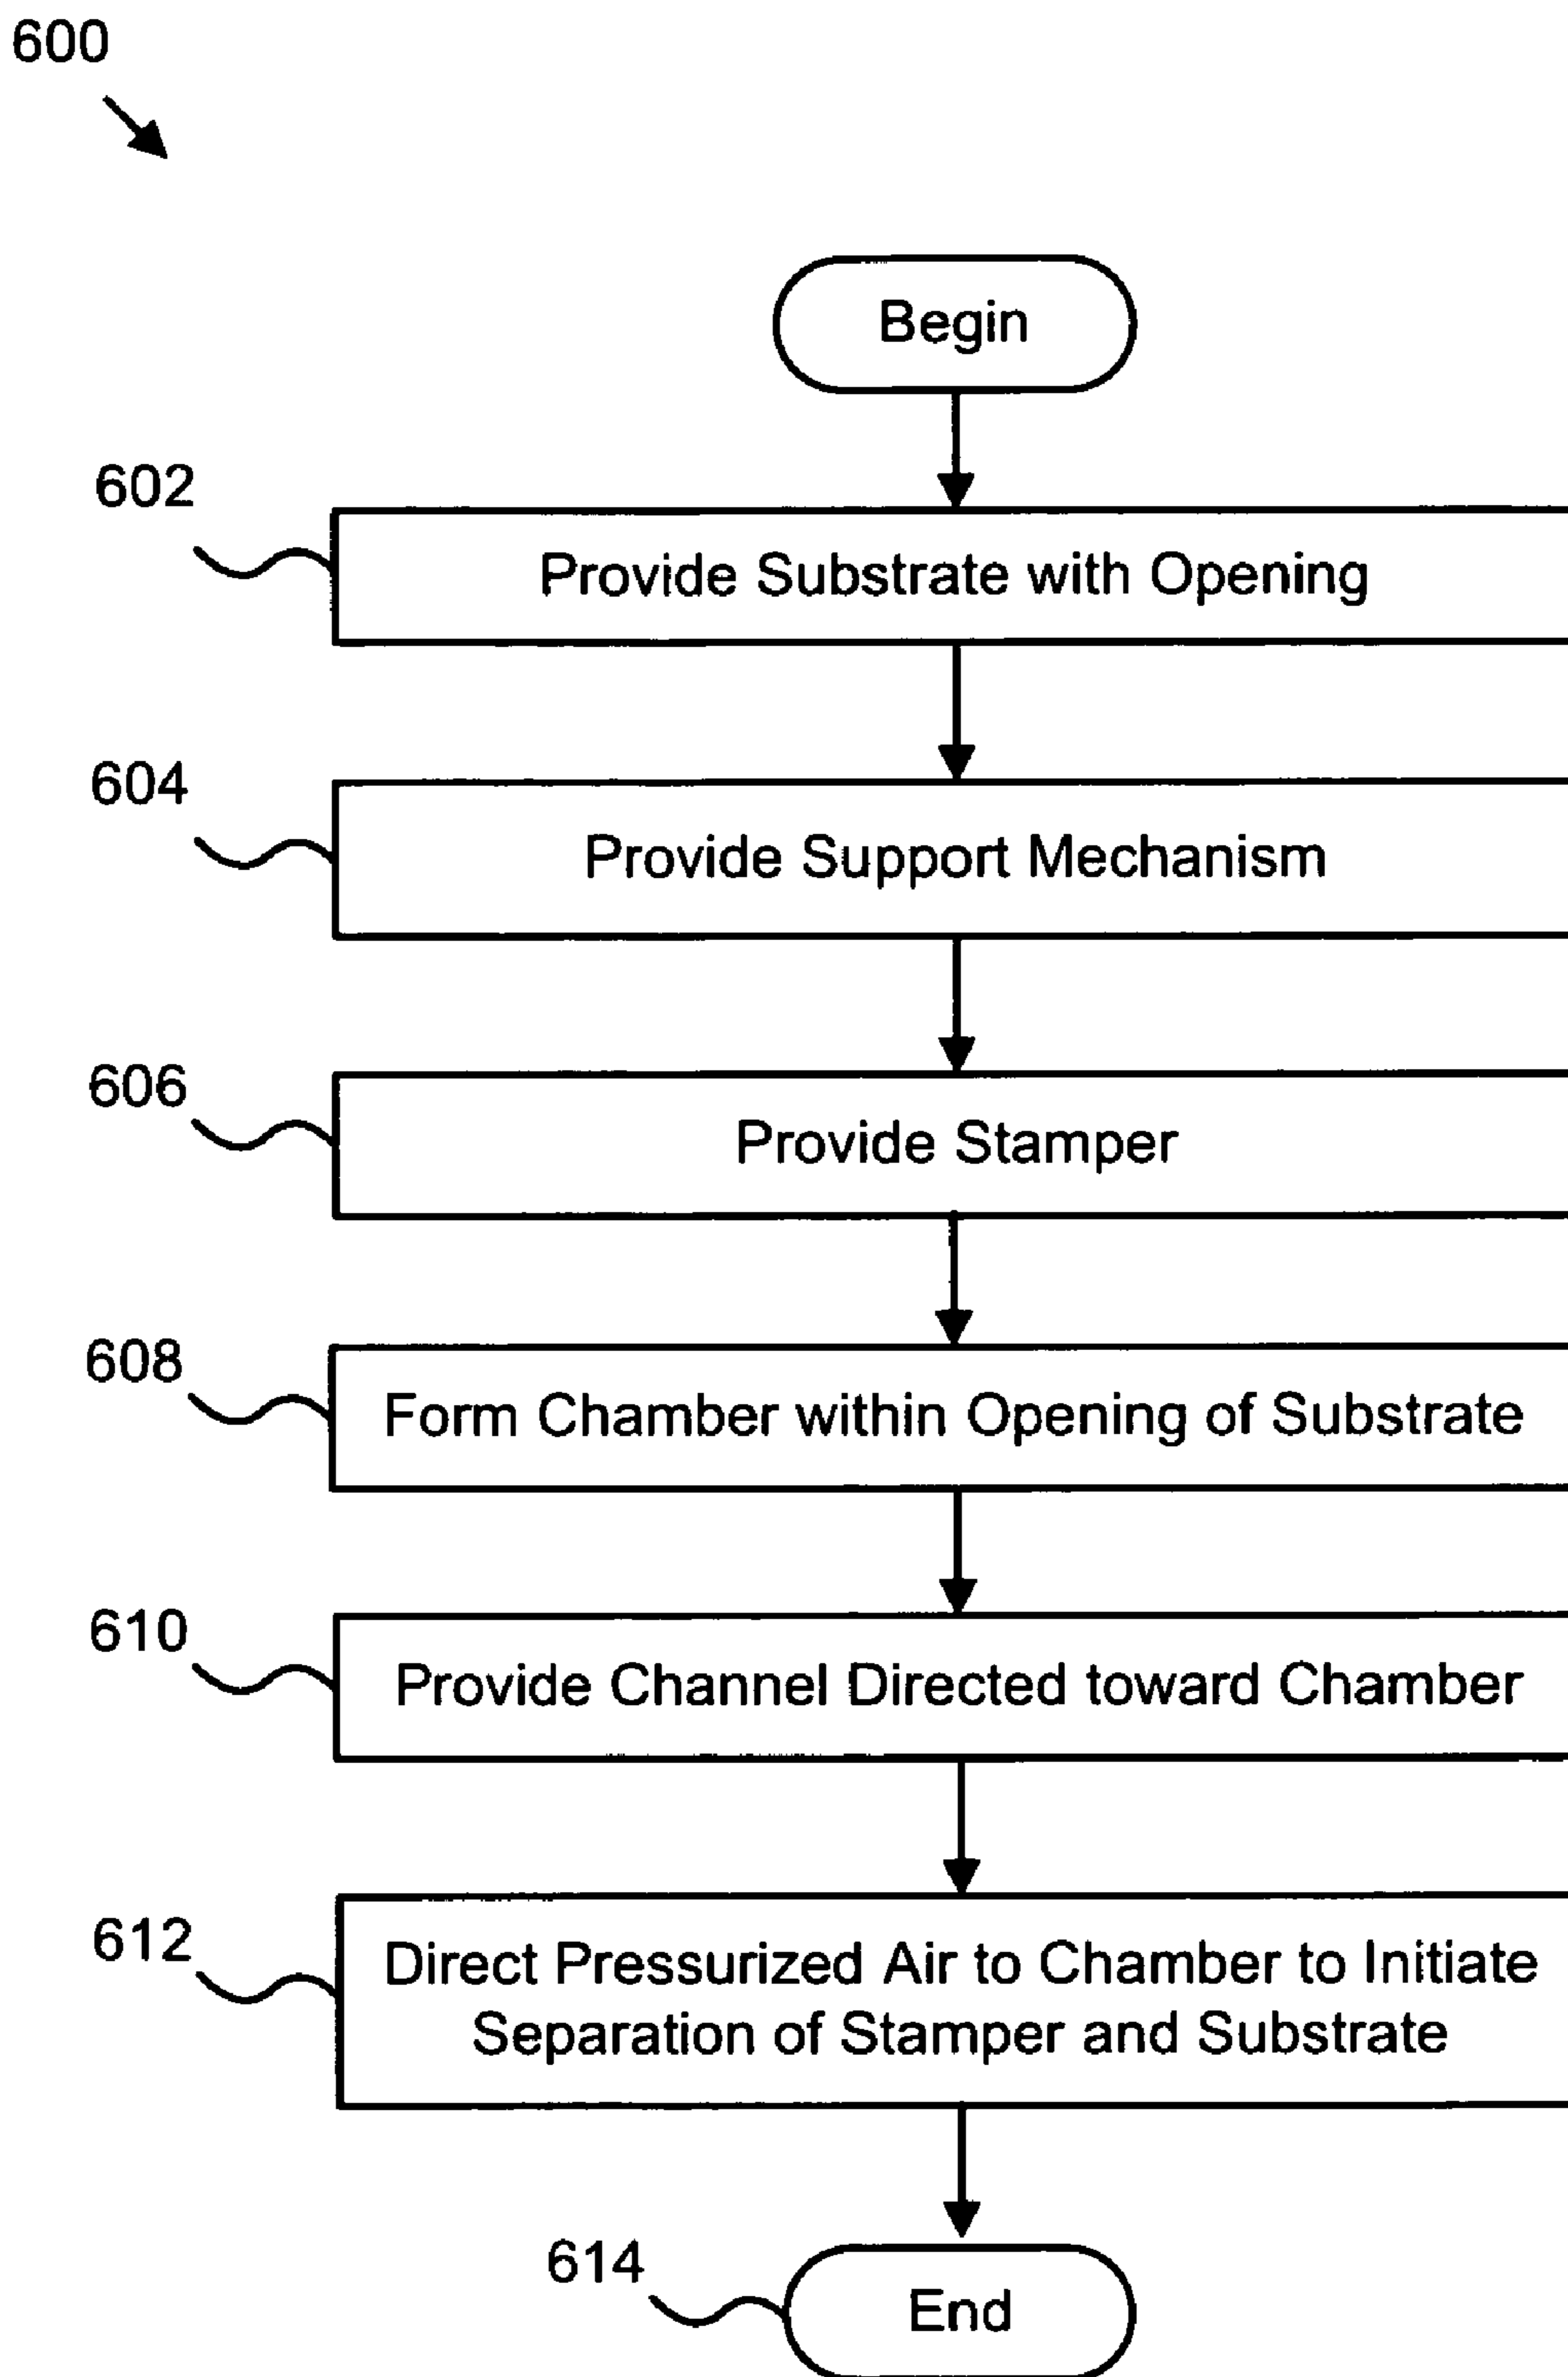 600
Begin
602
Provide Substrate with Opening
604
Provide Support Mechanism
606
Provide Stamper
608
Form Chamber within Opening of Substrate
610
Provide Channel Directed toward Chamber
612
Direct Pressurized Air to Chamber to Initiate
Separation of Stamper and Substrate
614
End